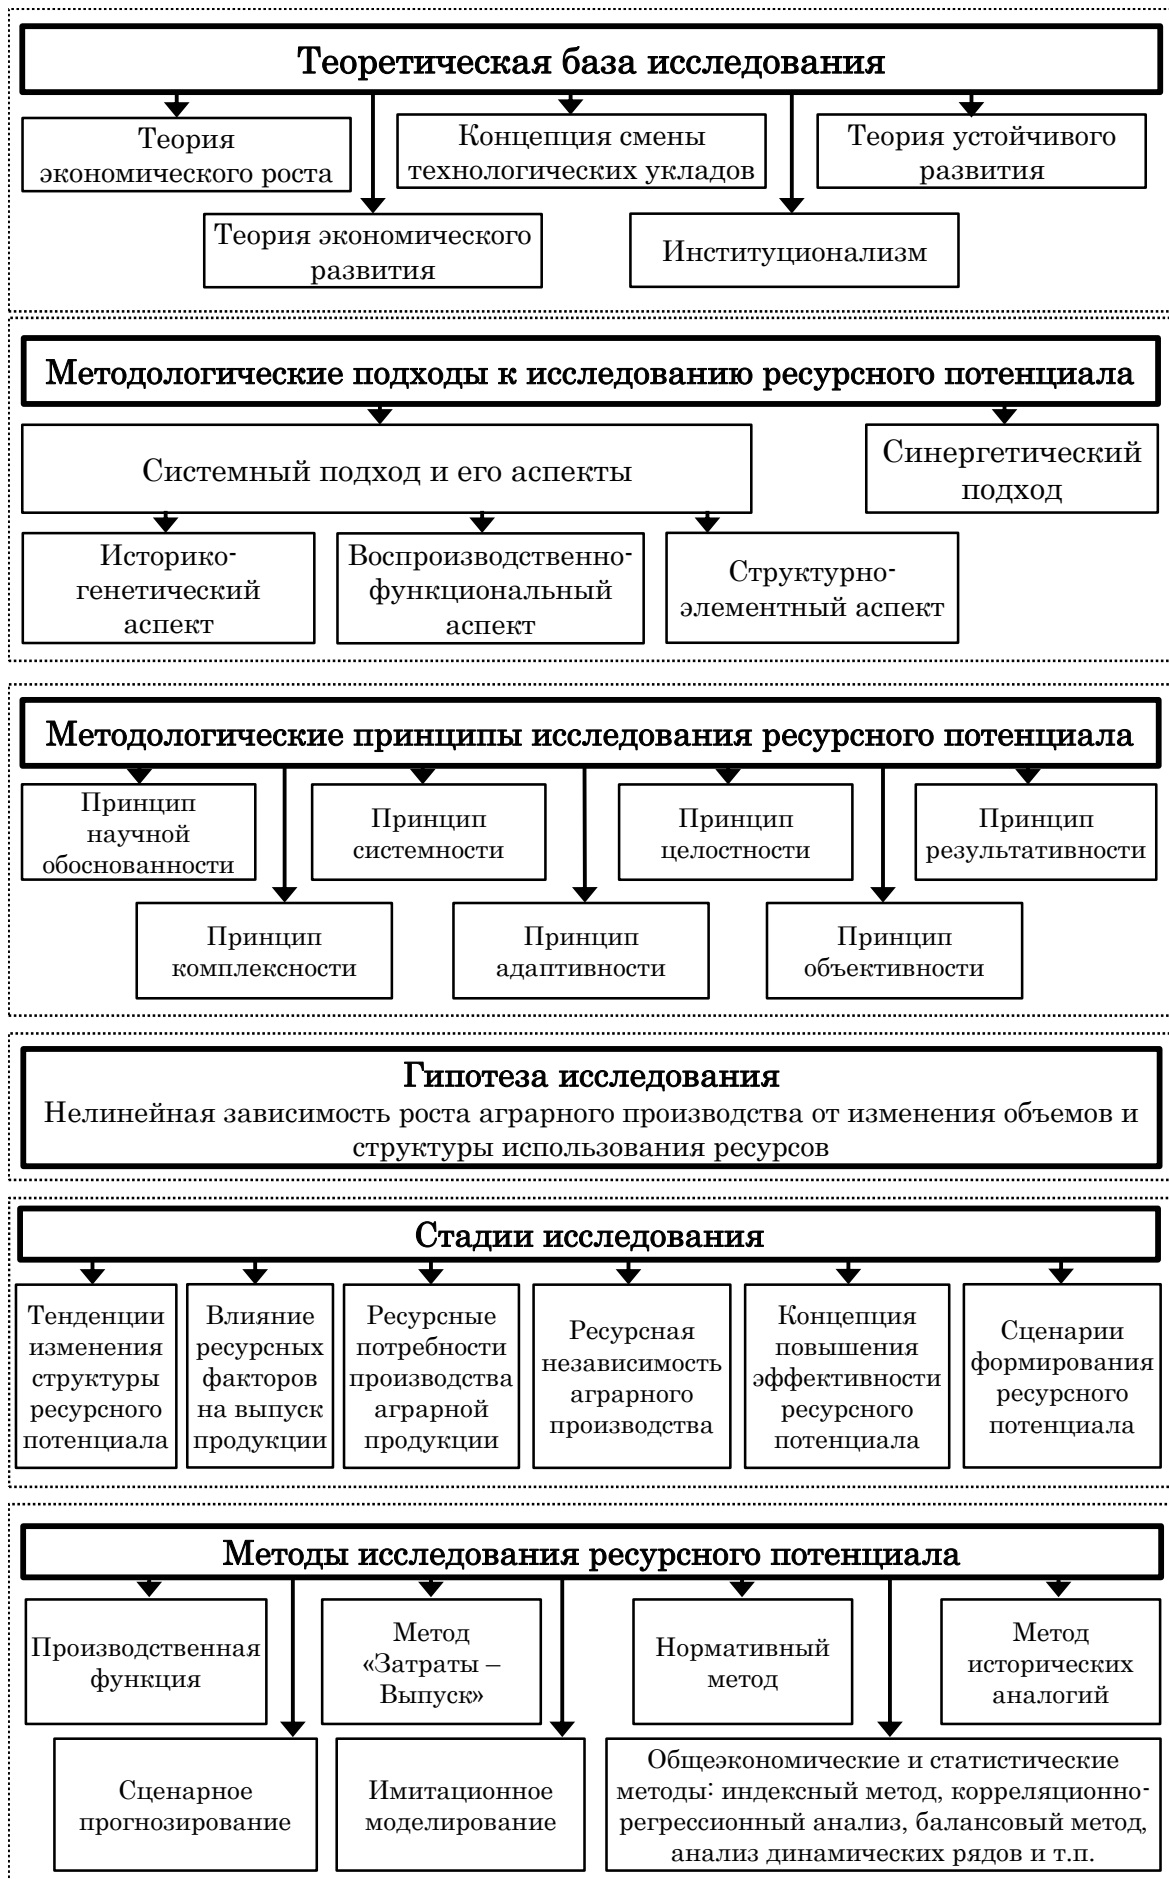 Теоретическая база исследования
Теория
экономического роста
Концепция смены
технологических укладов
Теория устойчивого
развития
Теория экономического
развития
Институционализм
Методологические подходы к исследованию ресурсного потенциала
Системный подход и его аспекты
Синергетический
подход
Историко-
генетический
аспект
Воспроизводственно-
функциональный
аспект
Структурно-
элементный аспект
Методологические принципы исследования ресурсного потенциала
Принцип
научной
обоснованности
Принцип
системности
Принцип
целостности
Принцип
результативности
Принцип
комплексности
Принцип
адаптивности
Принцип
объективности
Гипотеза исследования
Нелинейная зависимость роста аграрного производства от изменения объемов и
структуры использования ресурсов
Стадии исследования
Тенденции
изменения
структуры
ресурсного
потенциала
Влияние
ресурсных
факторов
на выпуск
продукции
Ресурсные
потребности
производства
аграрной
продукции
Ресурсная
независимость
аграрного
производства
Концепция
повышения
эффективности
ресурсного
потенциала
Сценарии
формирования
ресурсного
потенциала
Методы исследования ресурсного потенциала
Производственная
функция
Метод
«Затраты –
Выпуск»
Нормативный
метод
Метод
исторических
аналогий
Сценарное
прогнозирование
Имитационное
моделирование
Общеэкономические и статистические
методы: индексный метод, корреляционно-
регрессионный анализ, балансовый метод,
анализ динамических рядов и т.п.